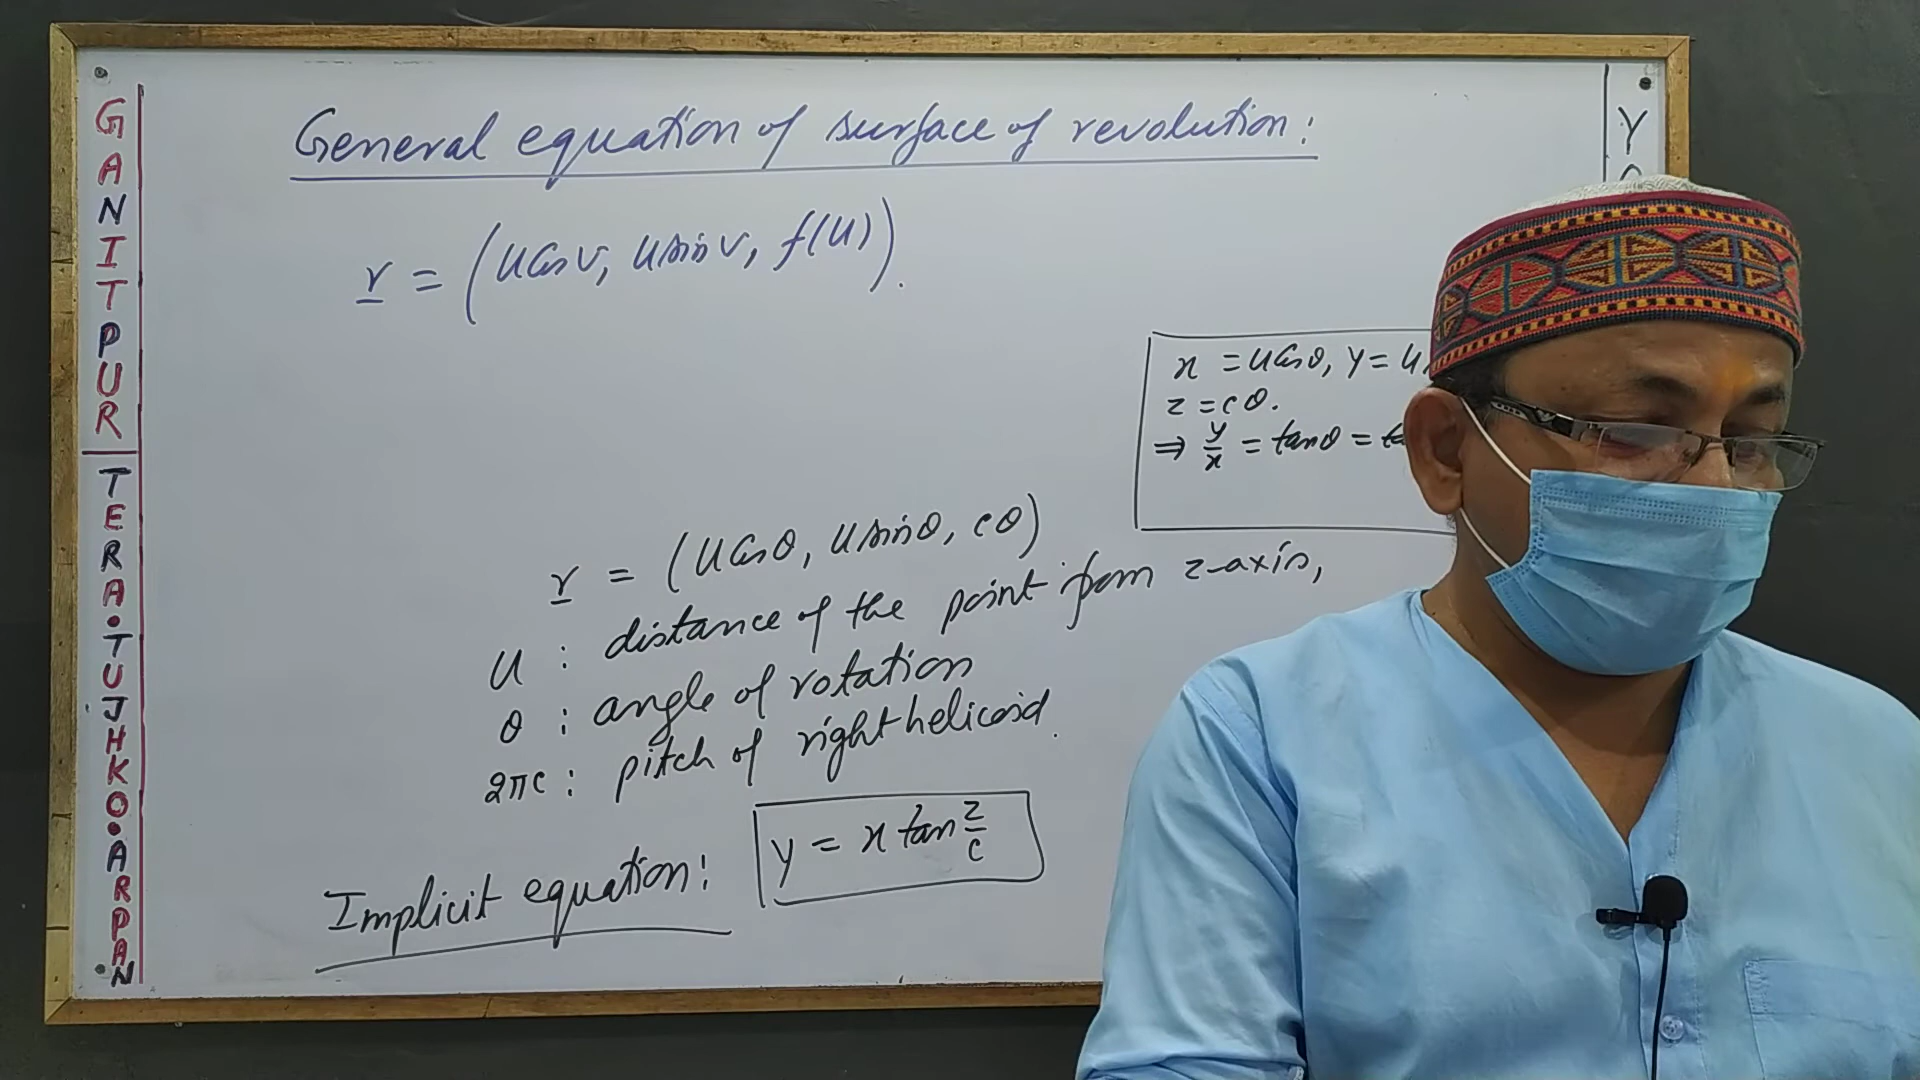 GANITPUR
TERA•TUJHKO•ARPAN
General equation of surface of revolution:
r = (u cos v, u sin v, f(u)).
x = u cos θ, y = u
z = cθ.
⇒ y/x = tan θ =
r = (u cos θ, u sin θ, cθ)
u : distance of the point from z-axis,
θ : angle of rotation
2πc : pitch of right helicoid.
Implicit equation: y = x tan z/c
Y